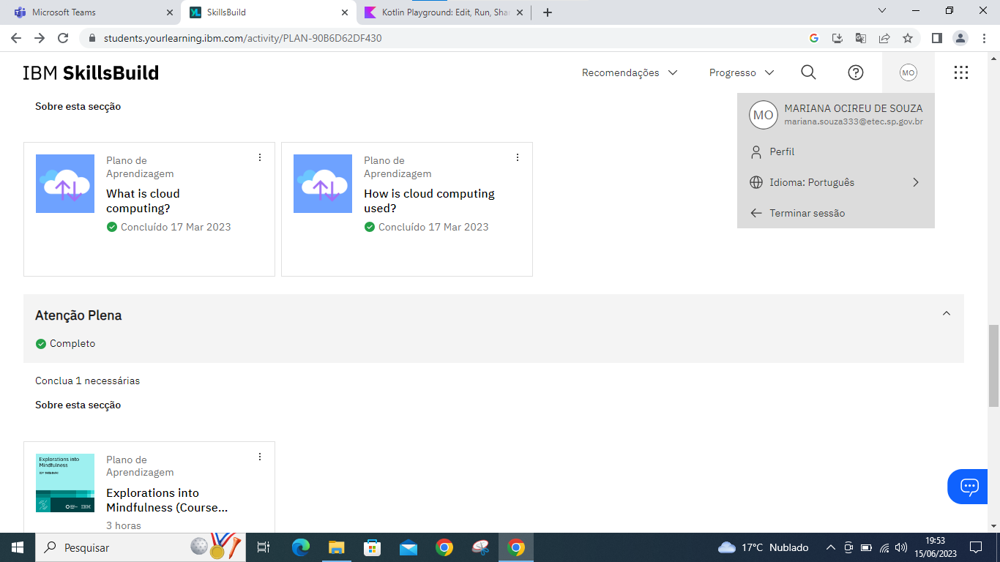 Microsoft Teams
SkillsBuild
Kotlin Playground: Edit, Run, Sha
students.yourlearning.ibm.com/activity/PLAN-90B6D62DF430
IBM SkillsBuild
Recomendações
Progresso
MO
Sobre esta secção
MO
MARIANA OCIREU DE SOUZA
mariana.souza333@etec.sp.gov.br
Perfil
Idioma: Português
Terminar sessão
Plano de
Aprendizagem
What is cloud
computing?
Concluído 17 Mar 2023
Plano de
Aprendizagem
How is cloud computing
used?
Concluído 17 Mar 2023
Atenção Plena
Completo
Conclua 1 necessárias
Sobre esta secção
Explorations into
Mindfulness
Plano de
Aprendizagem
Explorations into
Mindfulness (Course...
3 horas
Pesquisar
17°C Nublado
19:53
15/06/2023